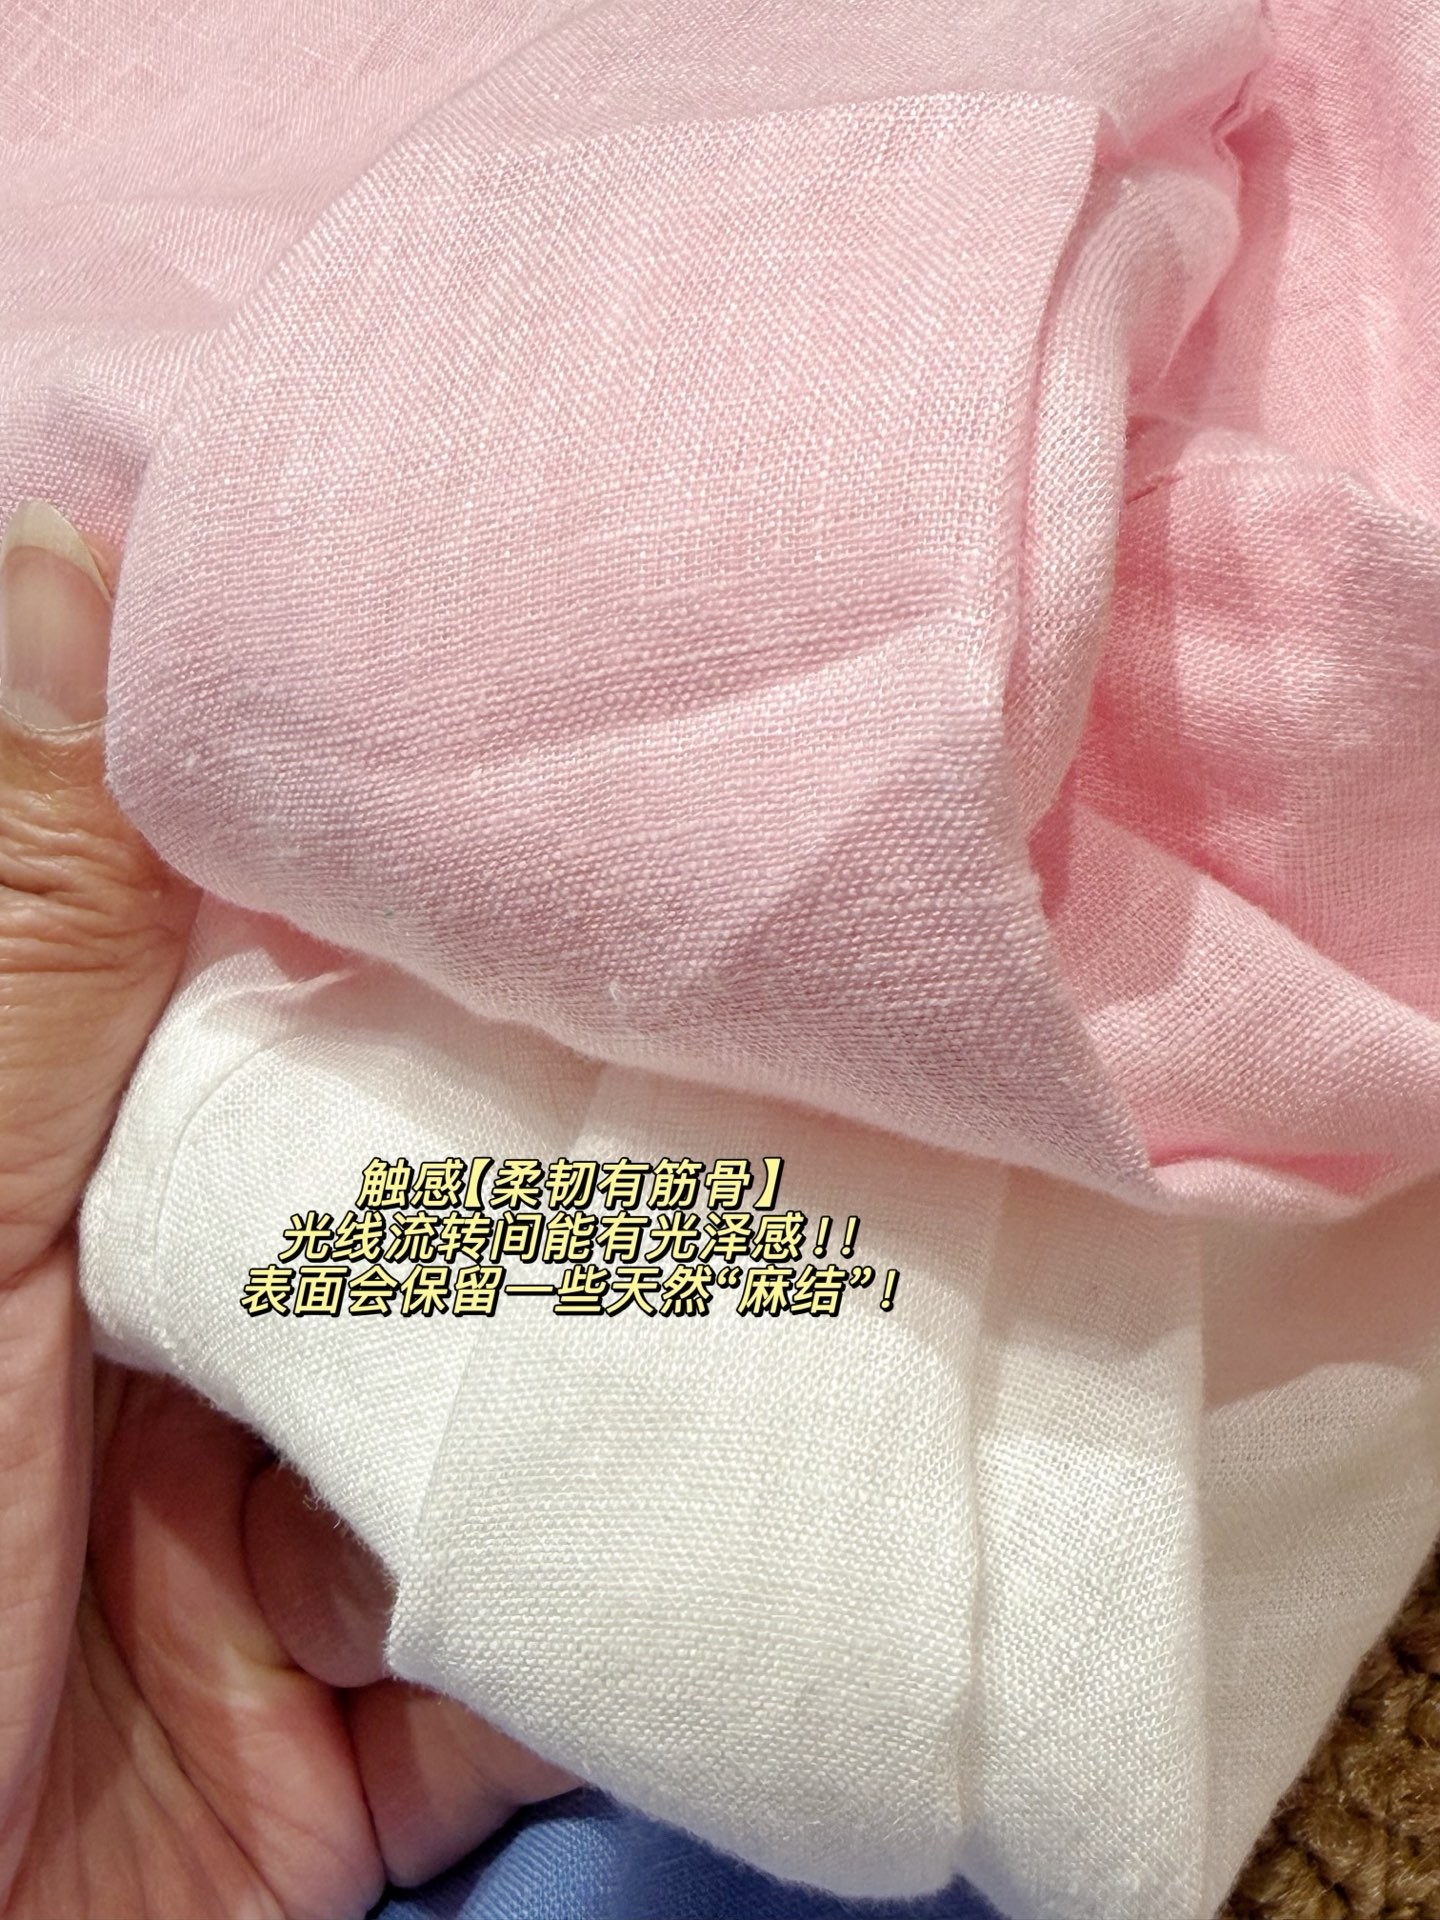 触感【柔韧有筋骨】
光线流转间能有光泽感！！
表面会保留一些天然“麻结”！